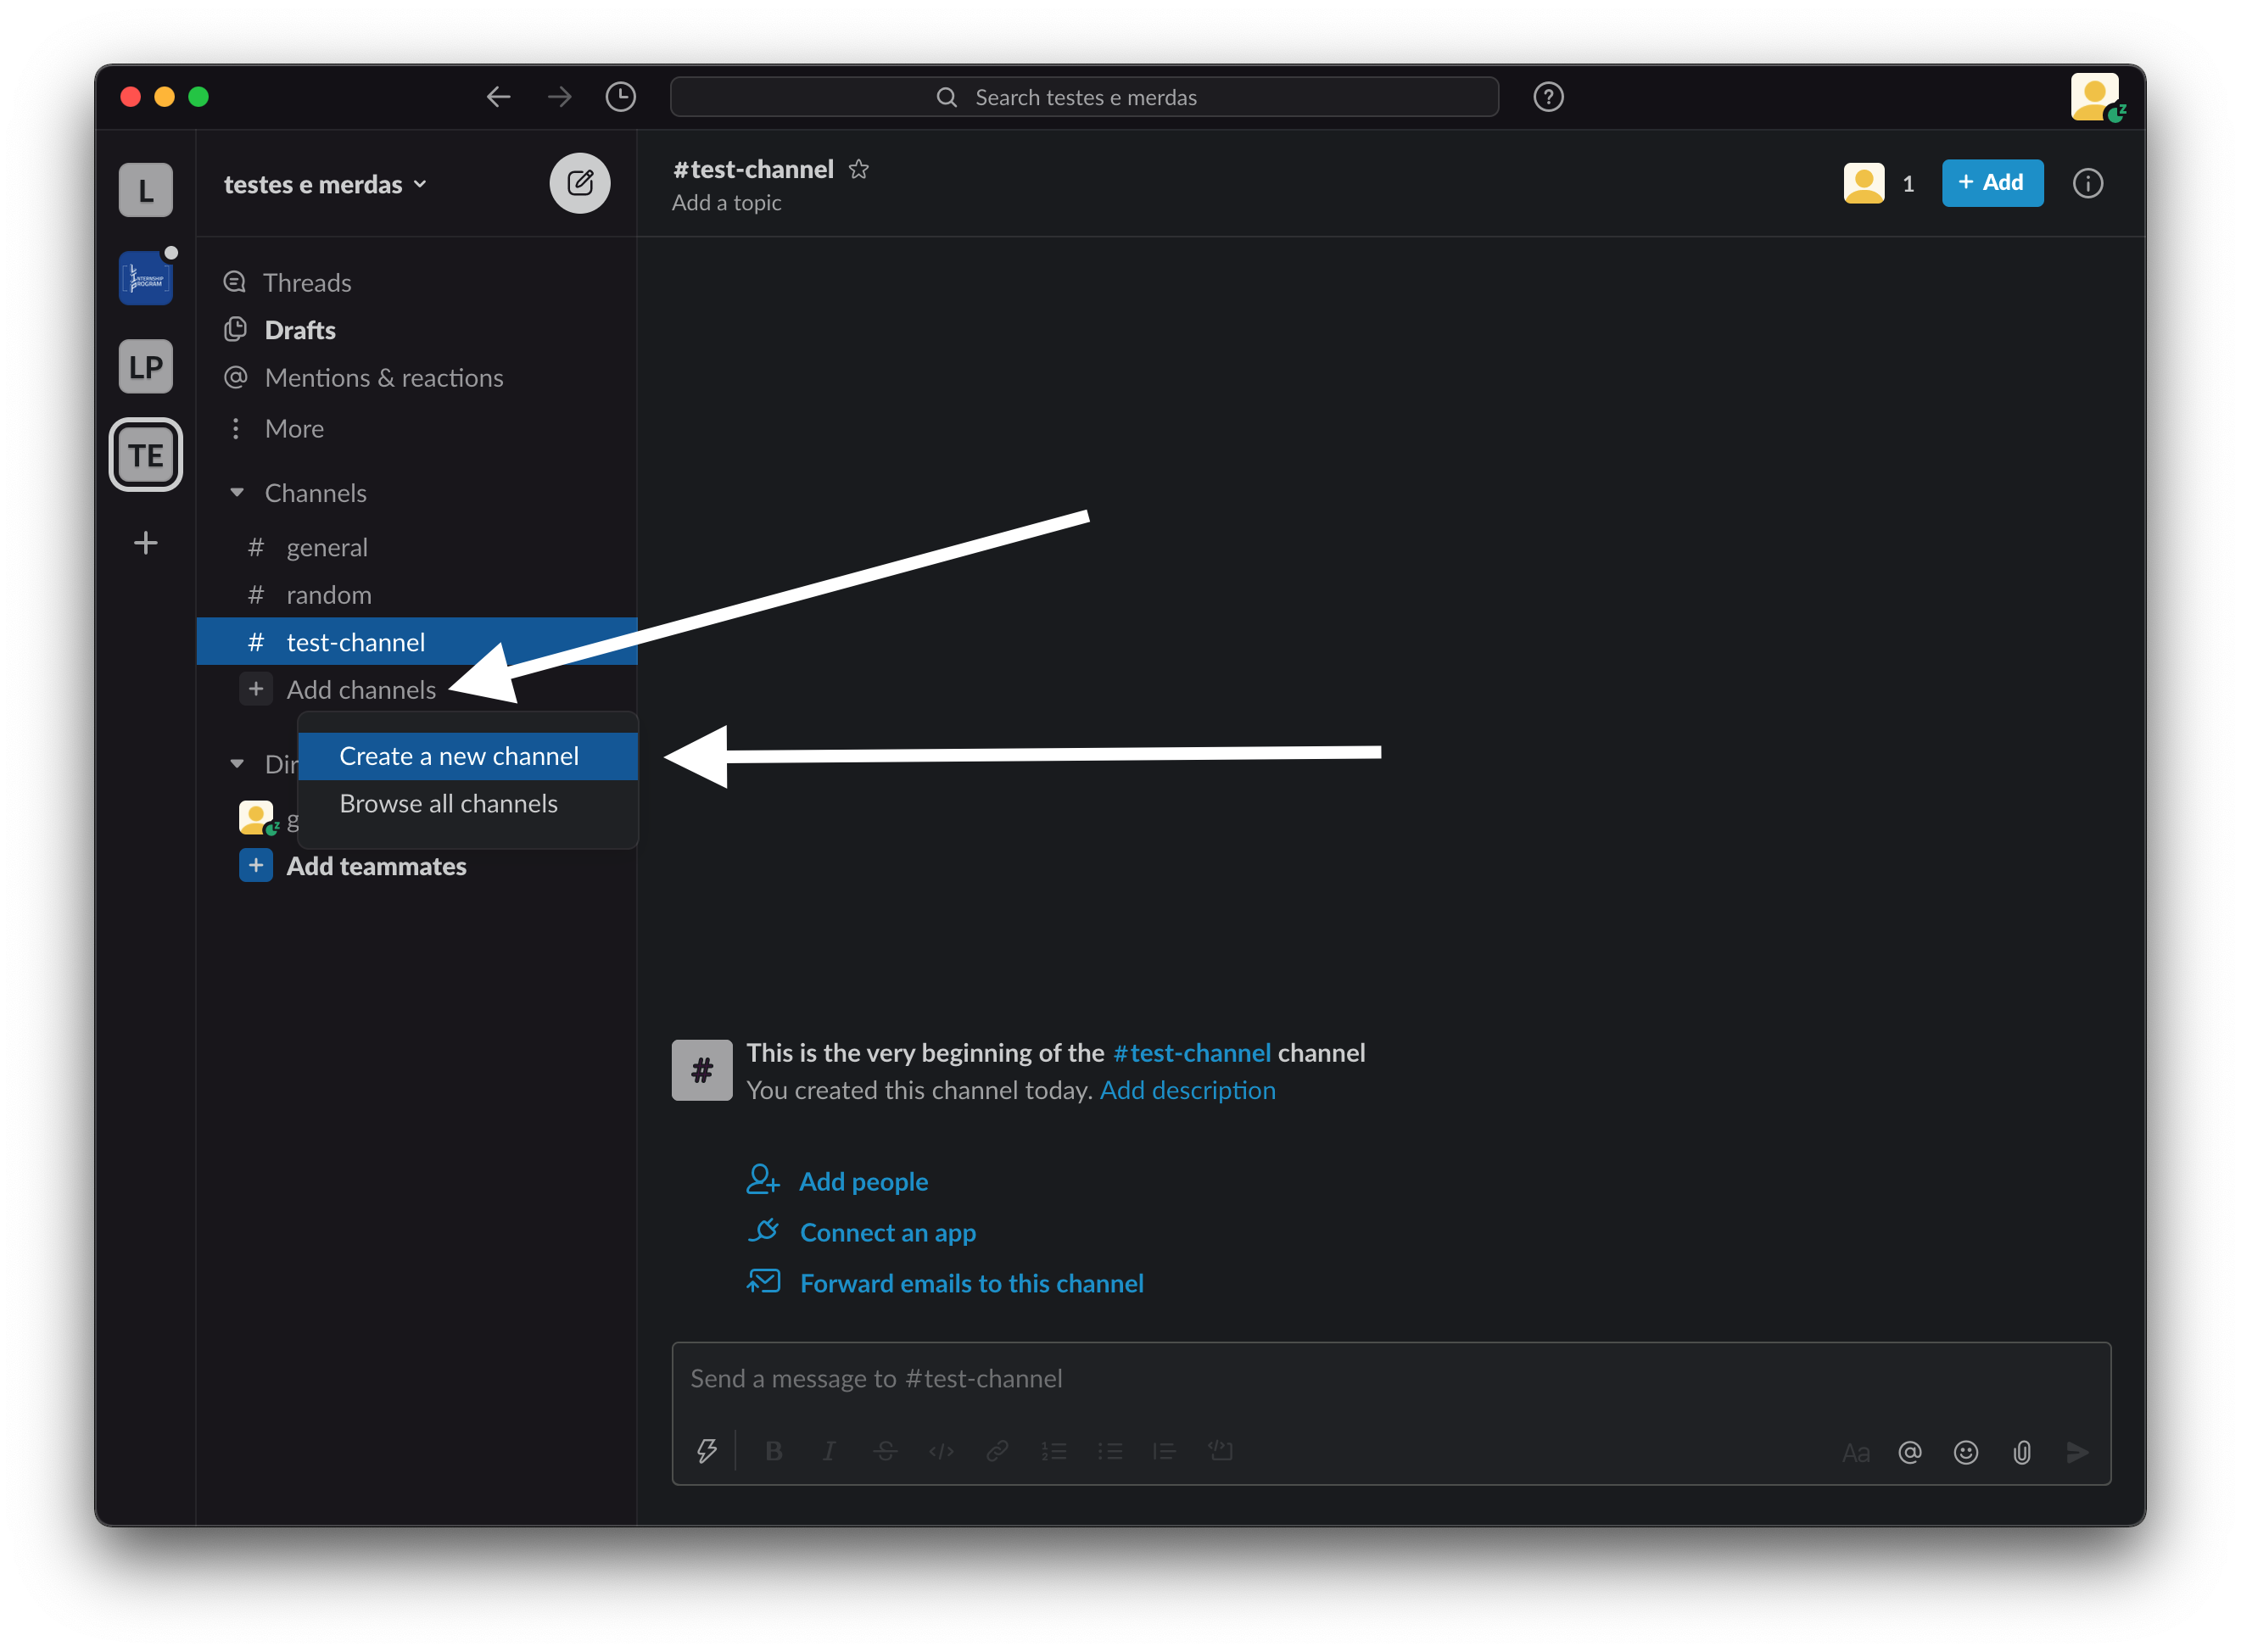 Search testes e merdas
L
INTERNSHIP
PROGRAM
LP
TE
testes e merdas
Threads
Drafts
Mentions & reactions
More
Channels
# general
# random
# test-channel
+ Add channels
Create a new channel
Browse all channels
Dir
g
+ Add teammates
#test-channel
Add a topic
1
+ Add
# This is the very beginning of the #test-channel channel
You created this channel today. Add description
Add people
Connect an app
Forward emails to this channel
Send a message to #test-channel
B I S </> Aa @